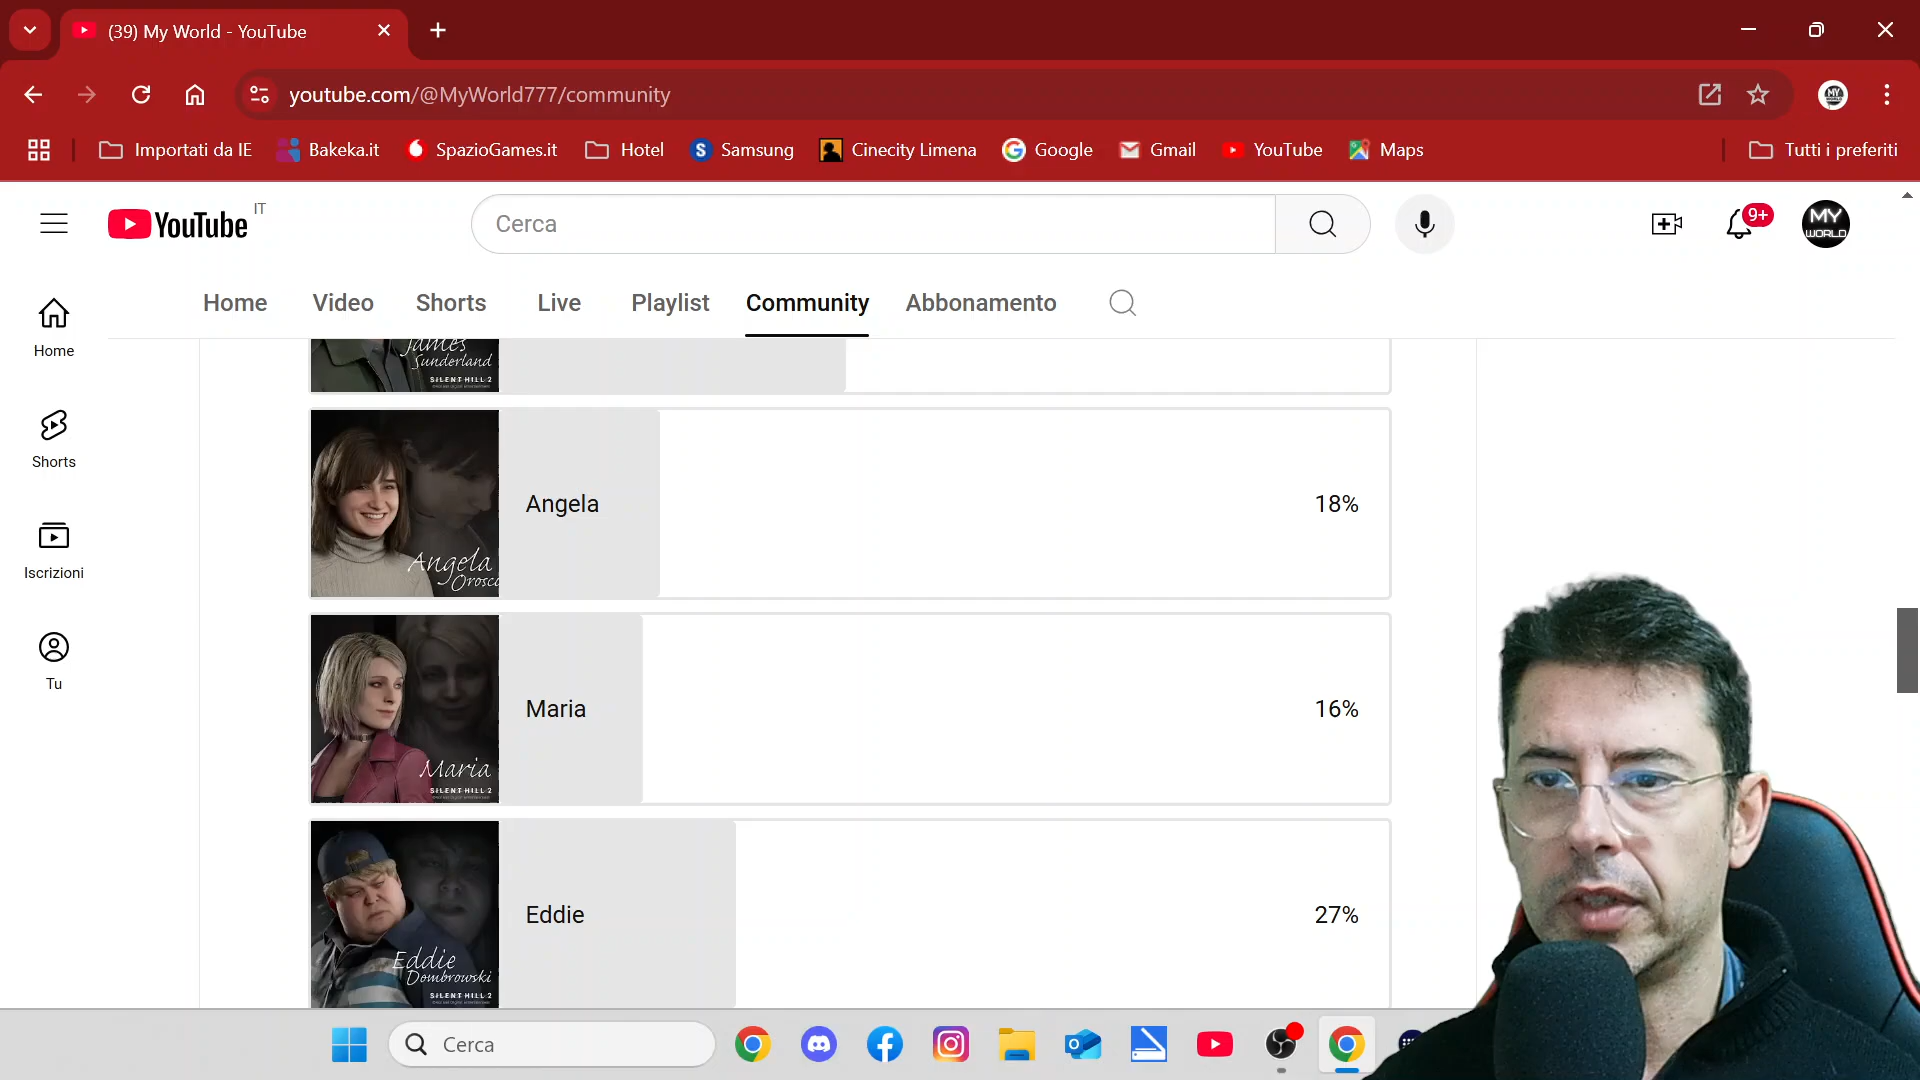 (39) My World - YouTube
youtube.com/@MyWorld777/community
Importati da IE
Bakeka.it
SpazioGames.it
Hotel
S
Samsung
Cinecity Limena
Google
Gmail
YouTube
Maps
Tutti i preferiti
YouTube
IT
Cerca
9+
MY
WORLD
Home
Video
Shorts
Live
Playlist
Community
Abbonamento
Home
Shorts
Iscrizioni
Tu
James
Sunderland
SILENT HILL 2
Angela
Orosco
Angela
18%
Maria
SILENT HILL 2
Maria
16%
Eddie
Dombrowski
SILENT HILL 2
Eddie
27%
Cerca